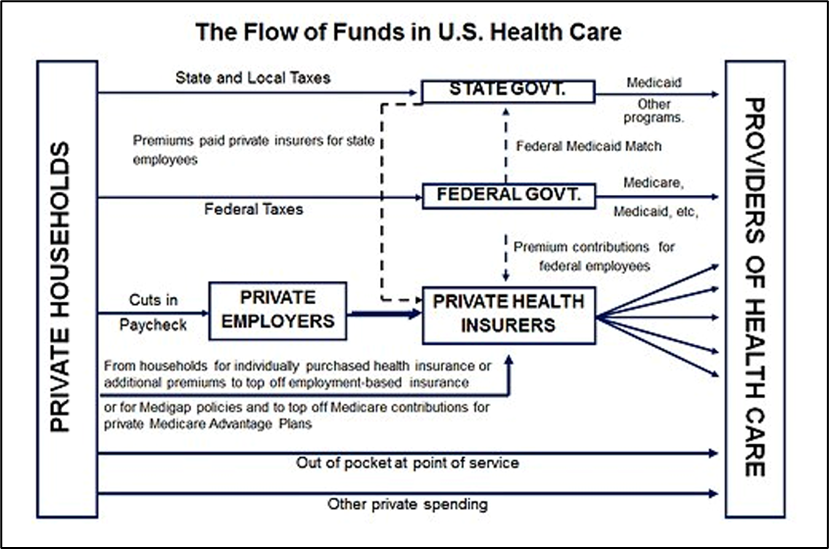 The Flow of Funds in U.S. Health Care
PRIVATE HOUSEHOLDS
State and Local Taxes
STATE GOVT.
Medicaid
Other
programs.
PROVIDERS OF HEALTH CARE
Premiums paid private insurers for state
employees
Federal Medicaid Match
FEDERAL GOVT.
Federal Taxes
Medicare,
Medicaid, etc,
Premium contributions for
federal employees
Cuts in
Paycheck
PRIVATE
EMPLOYERS
PRIVATE HEALTH
INSURERS
From households for individually purchased health insurance or
additional premiums to top off employment-based insurance
or for Medigap policies and to top off Medicare contributions for
private Medicare Advantage Plans
Out of pocket at point of service
Other private spending